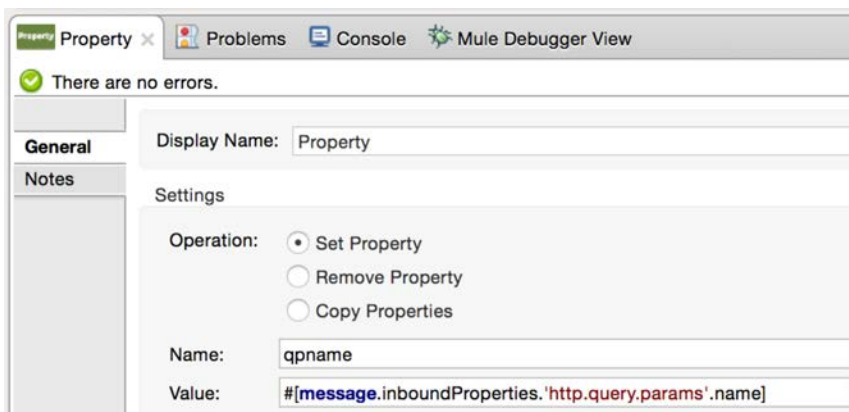 Property Property Problems Console Mule Debugger View
There are no errors.
General
Display Name: Property
Notes
Settings
Operation: Set Property
Remove Property
Copy Properties
Name: qpname
Value: #[message.inboundProperties.'http.query.params'.name]